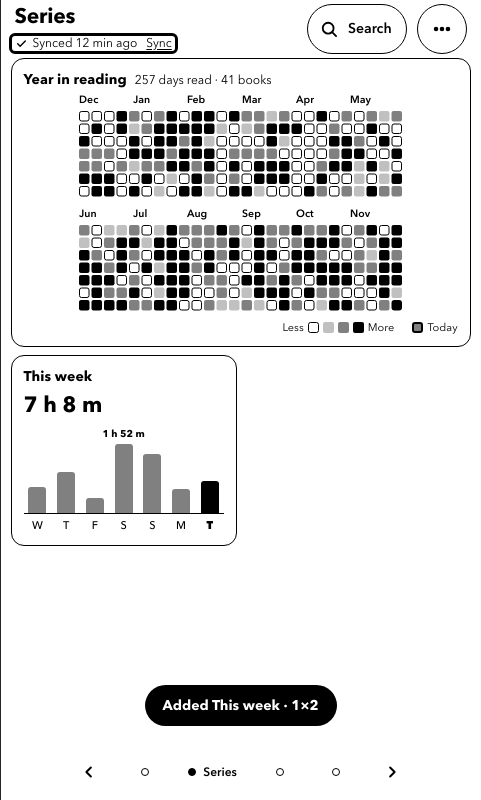 Series
Synced 12 min ago Sync
Search
Year in reading 257 days read · 41 books
Dec Jan Feb Mar Apr May
Jun Jul Aug Sep Oct Nov
Less More Today
This week
7 h 8 m
1 h 52 m
W T F S S M T
Added This week · 1×2
Series